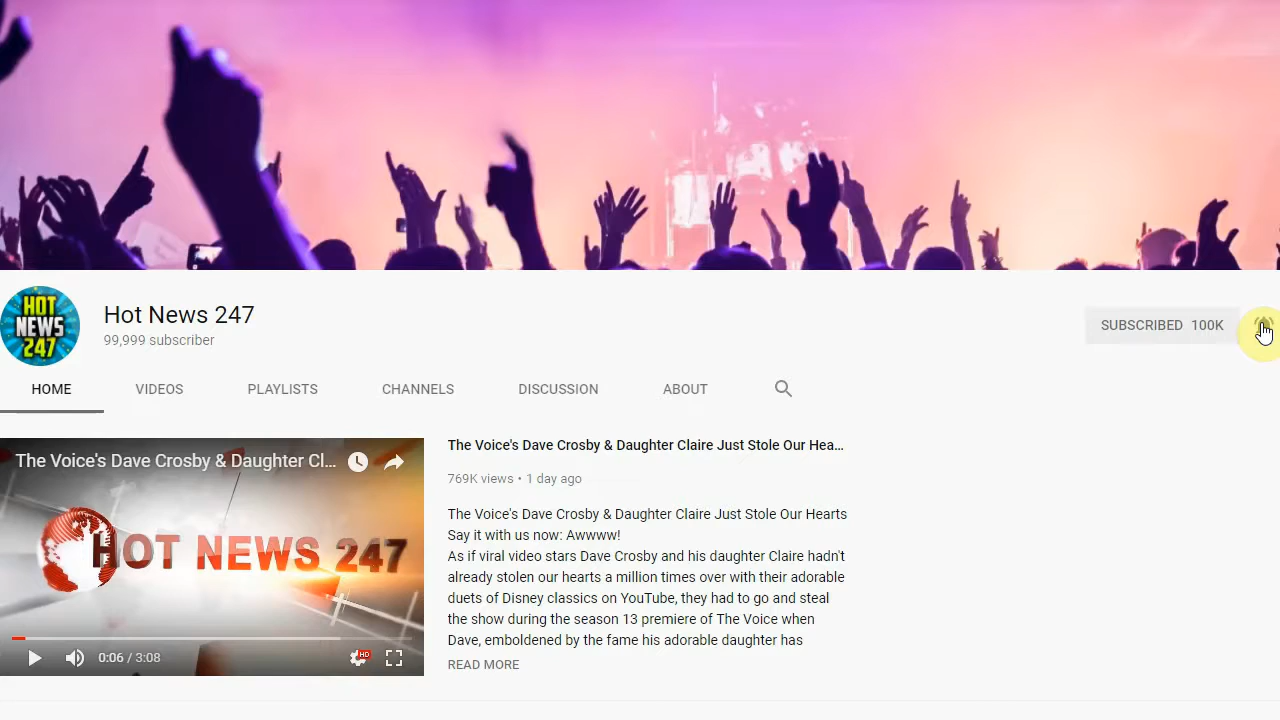 HOT
NEWS
247
Hot News 247
99,999 subscriber
SUBSCRIBED 100K
HOME VIDEOS PLAYLISTS CHANNELS DISCUSSION ABOUT
The Voice's Dave Crosby & Daughter Cl...
HOT NEWS 247
HD
0:06 / 3:08
The Voice's Dave Crosby & Daughter Claire Just Stole Our Hea...
769K views • 1 day ago
The Voice's Dave Crosby & Daughter Claire Just Stole Our Hearts
Say it with us now: Awwww!
As if viral video stars Dave Crosby and his daughter Claire hadn't
already stolen our hearts a million times over with their adorable
duets of Disney classics on YouTube, they had to go and steal
the show during the season 13 premiere of The Voice when
Dave, emboldened by the fame his adorable daughter has
READ MORE